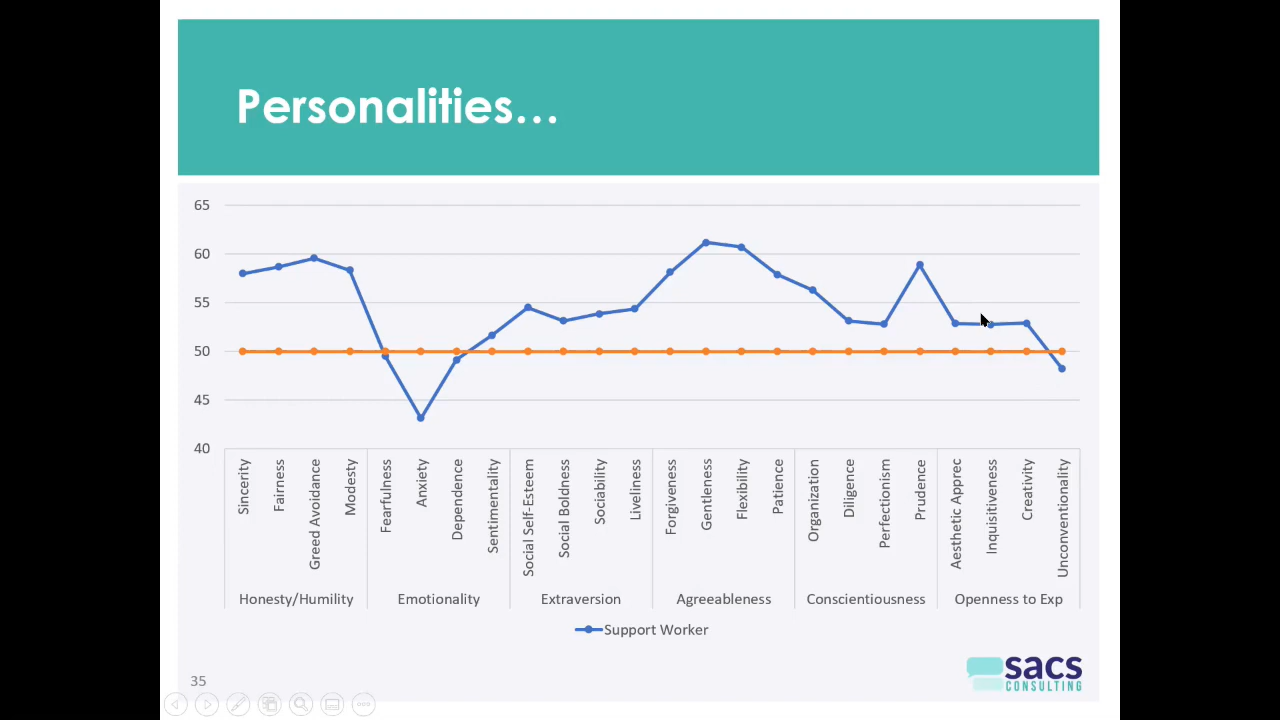 Personalities...
65
60
55
50
45
40
Sincerity
Fairness
Greed Avoidance
Modesty
Fearfulness
Anxiety
Dependence
Sentimentality
Social Self-Esteem
Social Boldness
Sociability
Liveliness
Forgiveness
Gentleness
Flexibility
Patience
Organization
Diligence
Perfectionism
Prudence
Aesthetic Apprec
Inquisitiveness
Creativity
Unconventionality
Honesty/Humility
Emotionality
Extraversion
Agreeableness
Conscientiousness
Openness to Exp
Support Worker
35
sacs
CONSULTING